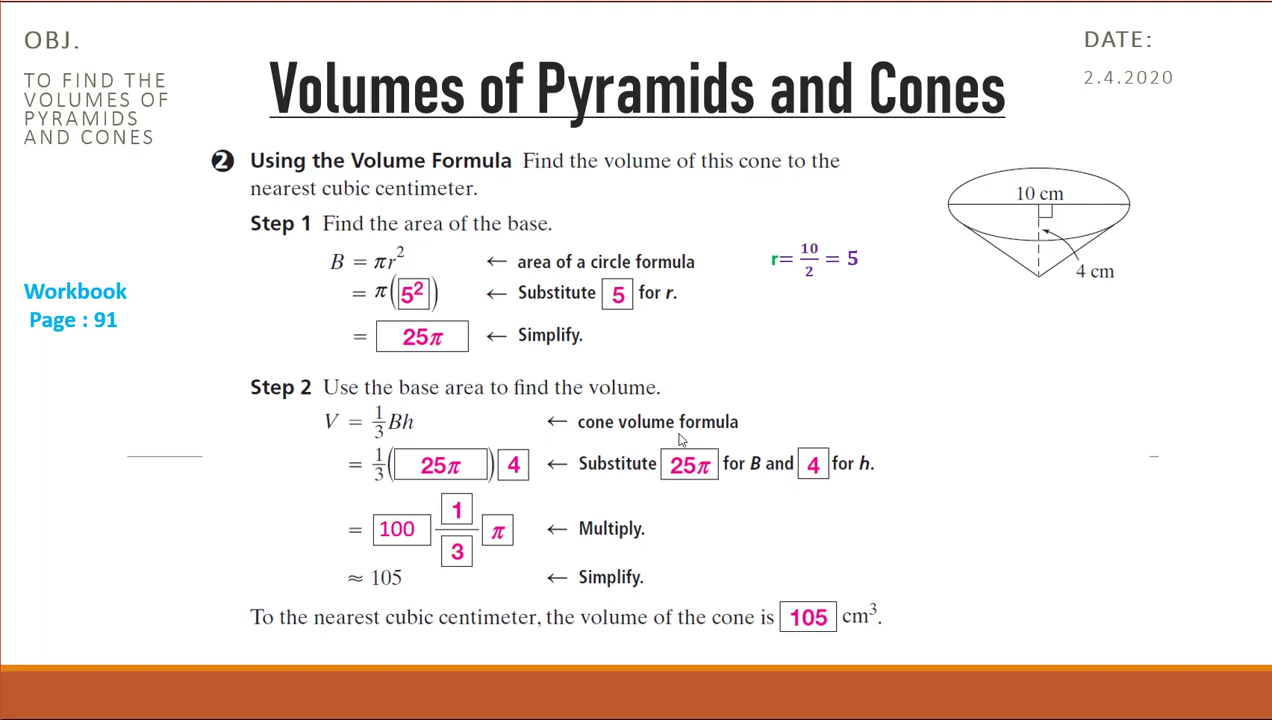 OBJ.
TO FIND THE
VOLUMES OF
PYRAMIDS
AND CONES
Volumes of Pyramids and Cones
DATE:
2.4.2020
Workbook
Page : 91
2 Using the Volume Formula Find the volume of this cone to the
nearest cubic centimeter.
10 cm
4 cm
Step 1 Find the area of the base.
B = πr² ← area of a circle formula
r= 10/2 = 5
= π(5²) ← Substitute 5 for r.
= 25π ← Simplify.
Step 2 Use the base area to find the volume.
V = 1/3 Bh ← cone volume formula
= 1/3 (25π) 4 ← Substitute 25π for B and 4 for h.
= 100 1/3 π ← Multiply.
≈ 105 ← Simplify.
To the nearest cubic centimeter, the volume of the cone is 105 cm³.